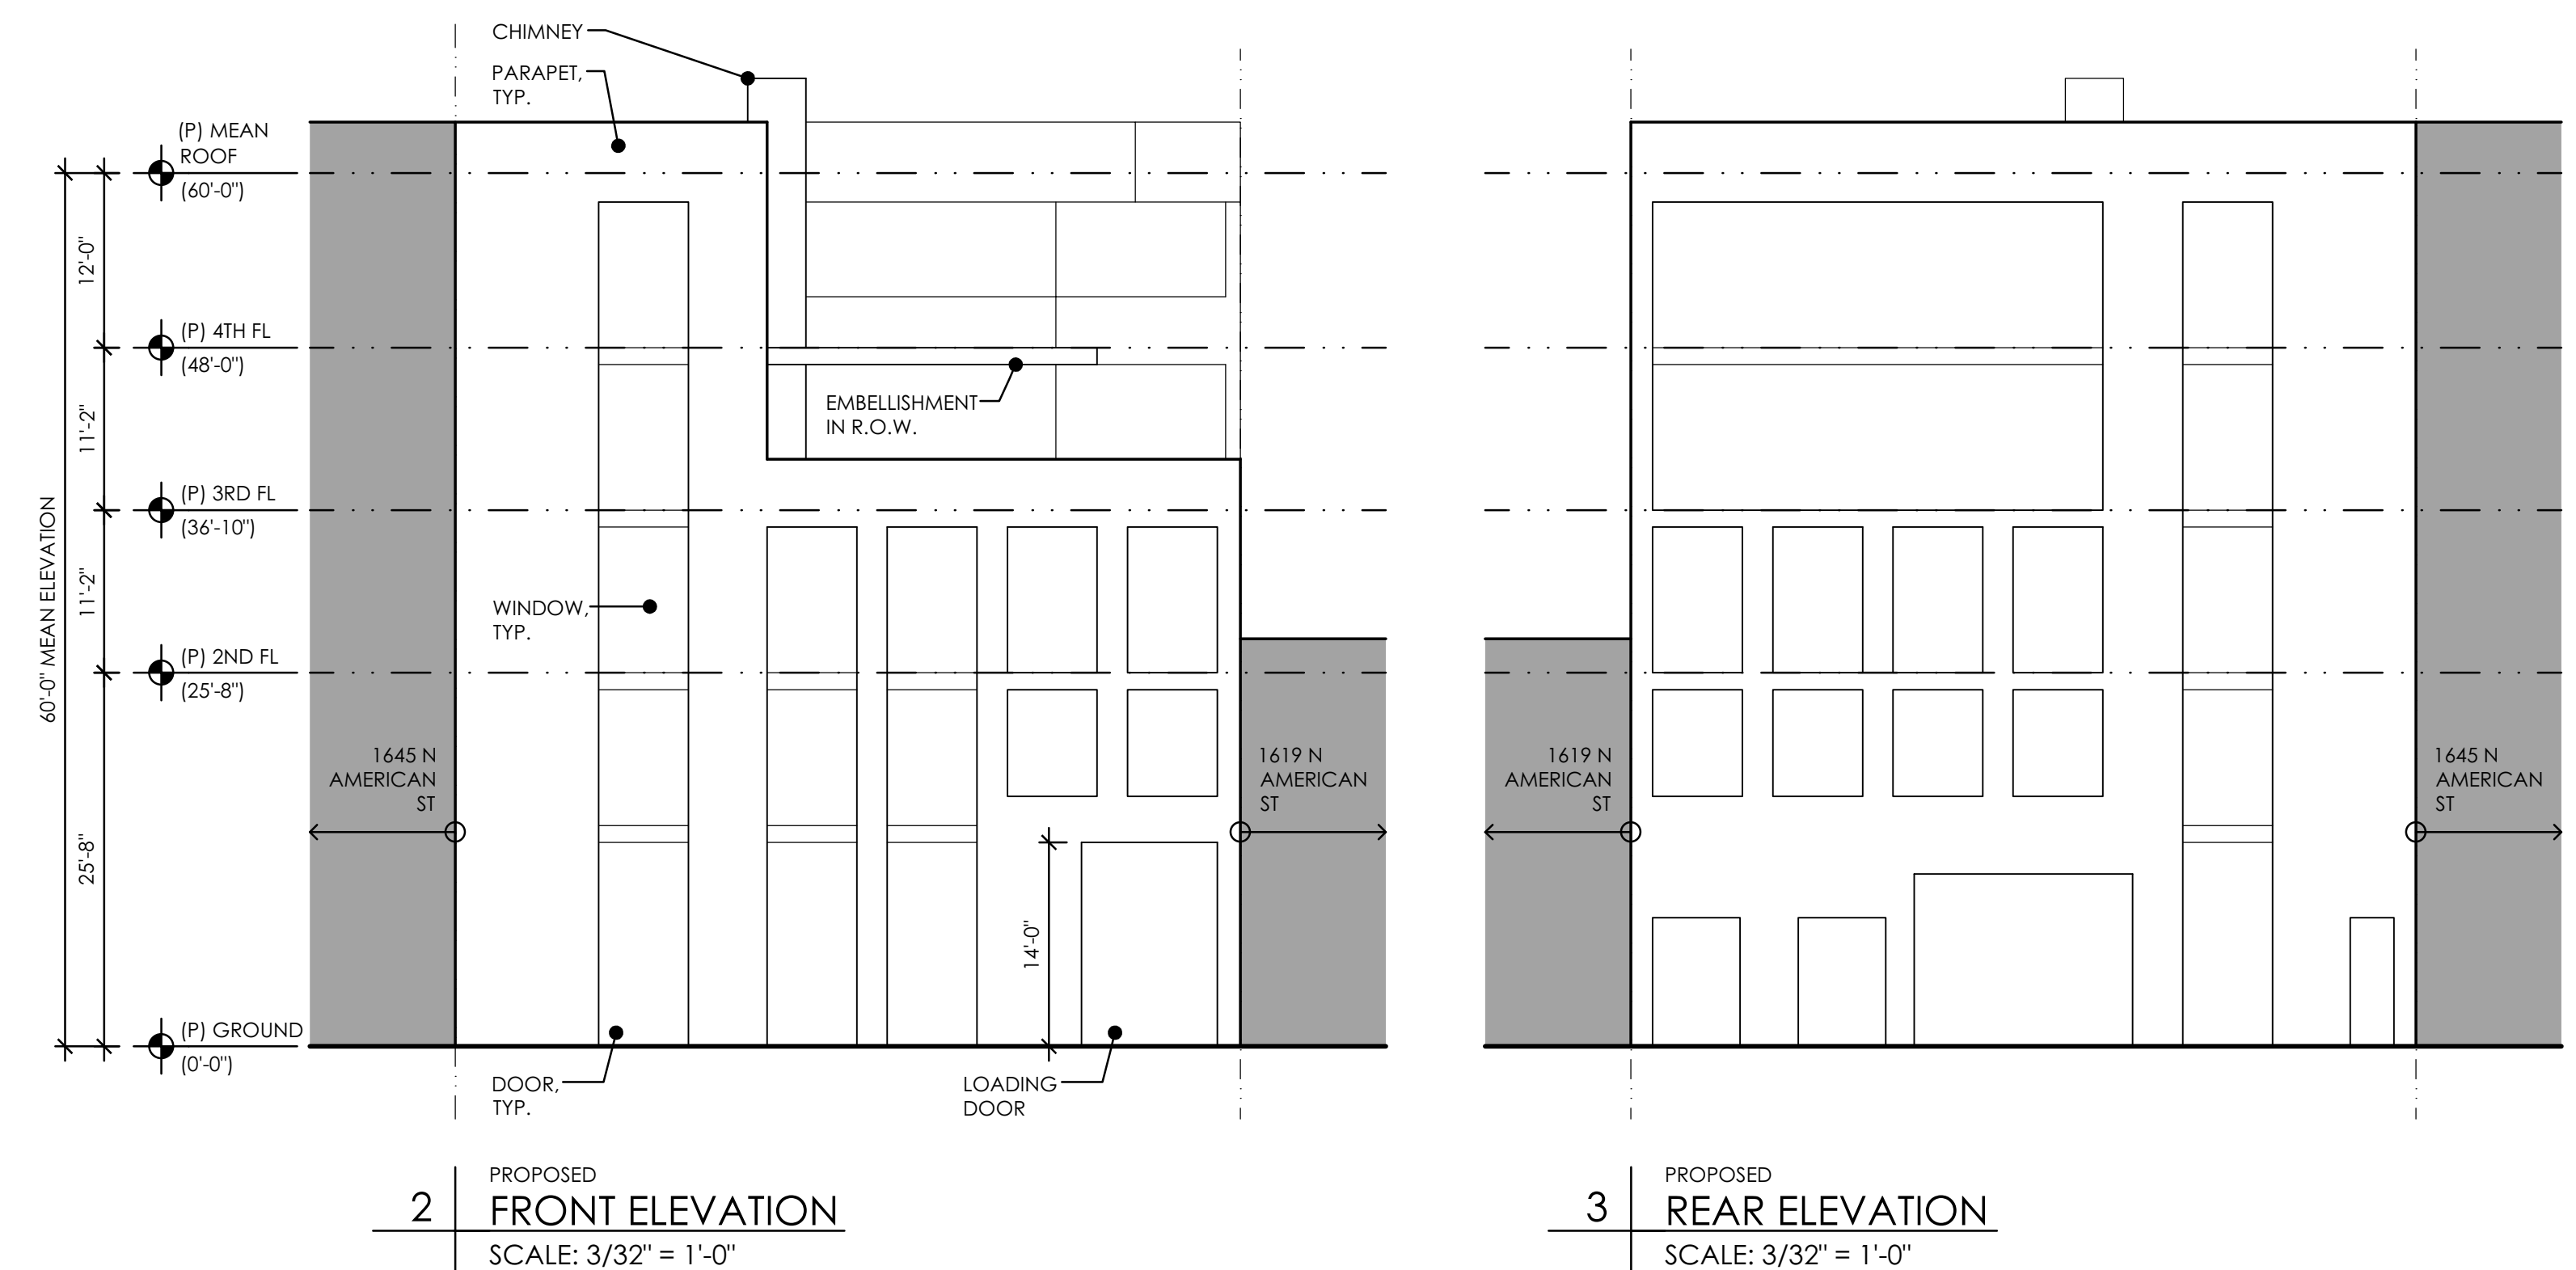 CHIMNEY
PARAPET,
TYP.
(P) MEAN
ROOF
(60'-0")
12'-0"
(P) 4TH FL
(48'-0")
11'-2"
EMBELLISHMENT
IN R.O.W.
(P) 3RD FL
(36'-10")
60'-0" MEAN ELEVATION
11'-2"
WINDOW,
TYP.
(P) 2ND FL
(25'-8")
25'-8"
1645 N
AMERICAN
ST
1619 N
AMERICAN
ST
14'-0"
(P) GROUND
(0'-0")
DOOR,
TYP.
LOADING
DOOR
2
PROPOSED
FRONT ELEVATION
SCALE: 3/32" = 1'-0"
1619 N
AMERICAN
ST
1645 N
AMERICAN
ST
3
PROPOSED
REAR ELEVATION
SCALE: 3/32" = 1'-0"